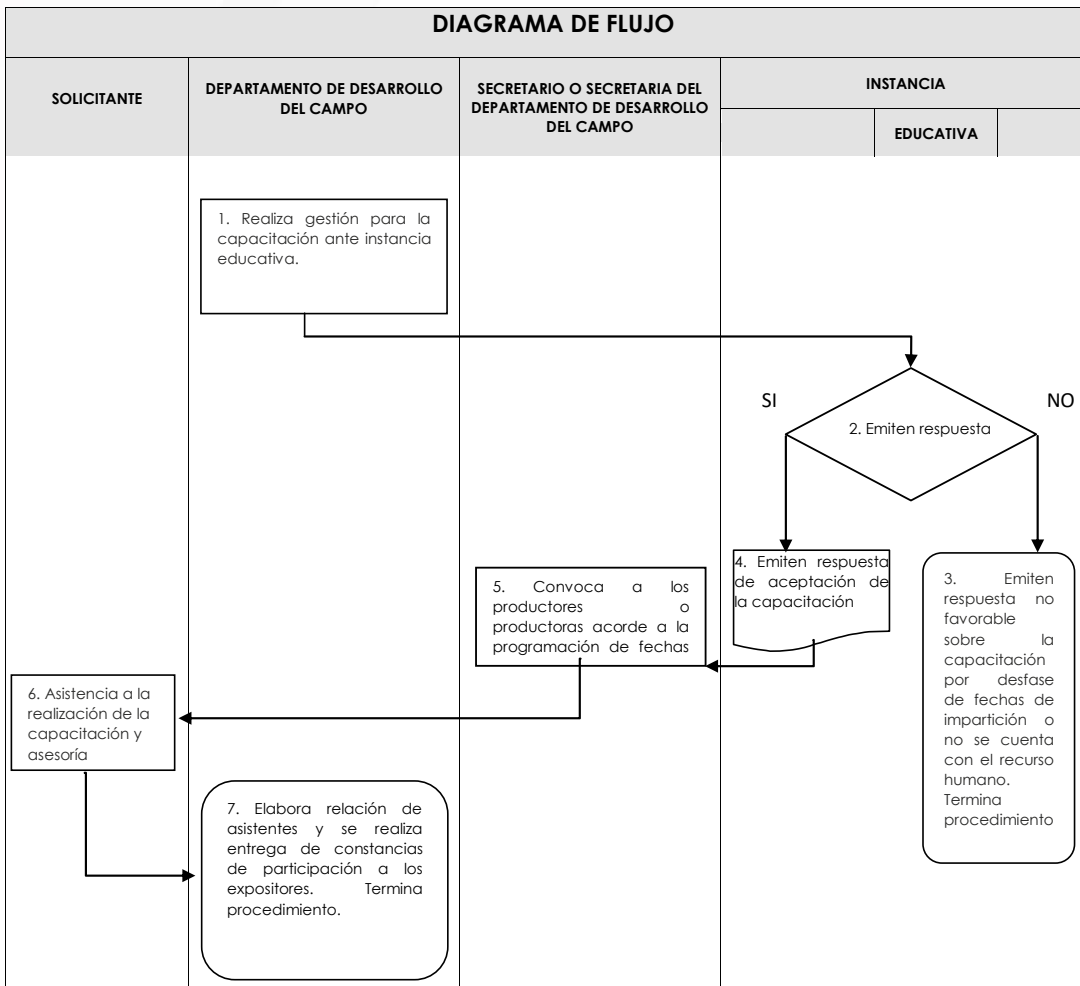 DIAGRAMA DE FLUJO
SOLICITANTE
DEPARTAMENTO DE DESARROLLO
DEL CAMPO
SECRETARIO O SECRETARIA DEL
DEPARTAMENTO DE DESARROLLO
DEL CAMPO
INSTANCIA
EDUCATIVA
1. Realiza gestión para la
capacitación ante instancia
educativa.
SI
NO
2. Emiten respuesta
4. Emiten respuesta
de aceptación de
la capacitación
3. Emiten
respuesta no
favorable
sobre la
capacitación
por desfase
de fechas de
impartición o
no se cuenta
con el recurso
humano.
Termina
procedimiento
5. Convoca a los
productores o
productoras acorde a la
programación de fechas
6. Asistencia a la
realización de la
capacitación y
asesoría
7. Elabora relación de
asistentes y se realiza
entrega de constancias
de participación a los
expositores. Termina
procedimiento.